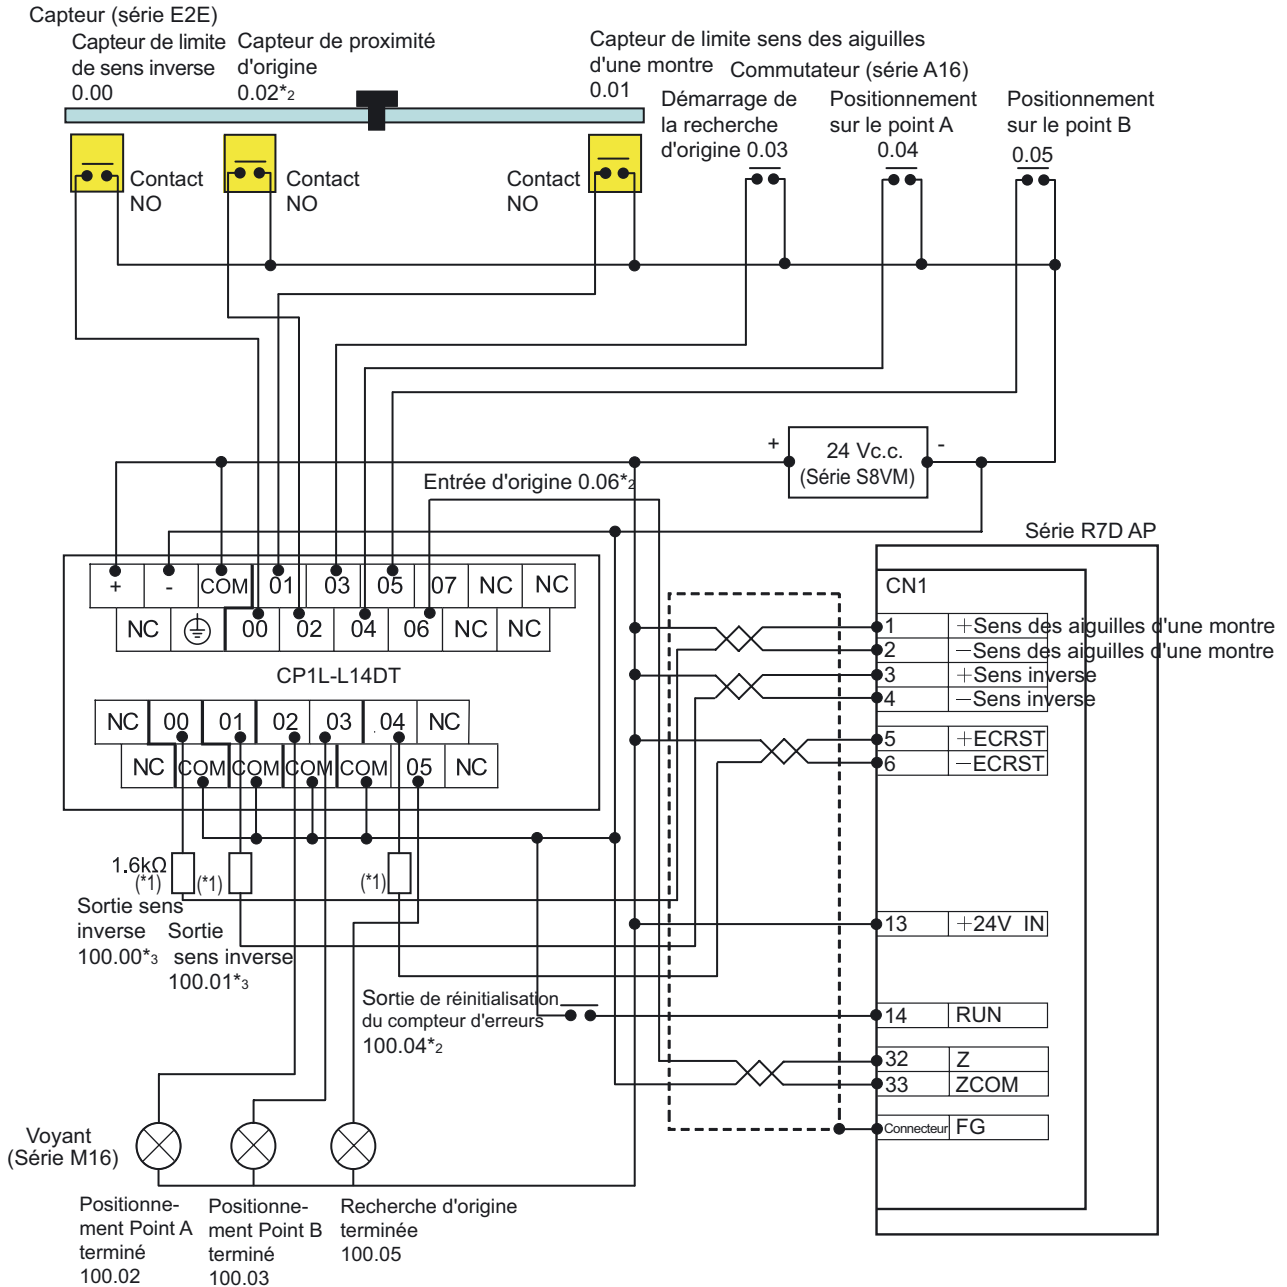 Capteur (série E2E)
Capteur de limite
de sens inverse
0.00
Capteur de proximité
d'origine
0.02*2
Capteur de limite sens des aiguilles
d'une montre
0.01
Commutateur (série A16)
Démarrage de
la recherche
d'origine 0.03
Positionnement
sur le point A
0.04
Positionnement
sur le point B
0.05
Contact
NO
Contact
NO
Contact
NO
+
24 Vc.c.
(Série S8VM)
-
Entrée d'origine 0.06*2
Série R7D AP
+ - COM 01 03 05 07 NC NC
NC 00 02 04 06 NC NC
CP1L-L14DT
NC 00 01 02 03 04 NC
NC COM COM COM COM 05 NC
CN1
1 +Sens des aiguilles d'une montre
2 −Sens des aiguilles d'une montre
3 +Sens inverse
4 −Sens inverse
5 +ECRST
6 −ECRST
13 +24V IN
14 RUN
32 Z
33 ZCOM
Connecteur FG
1.6kΩ
(*1)
(*1)
(*1)
Sortie sens
inverse
100.00*3
Sortie
sens inverse
100.01*3
Sortie de réinitialisation
du compteur d'erreurs
100.04*2
Voyant
(Série M16)
Positionne-
ment Point A
terminé
100.02
Positionne-
ment Point B
terminé
100.03
Recherche d'origine
terminée
100.05